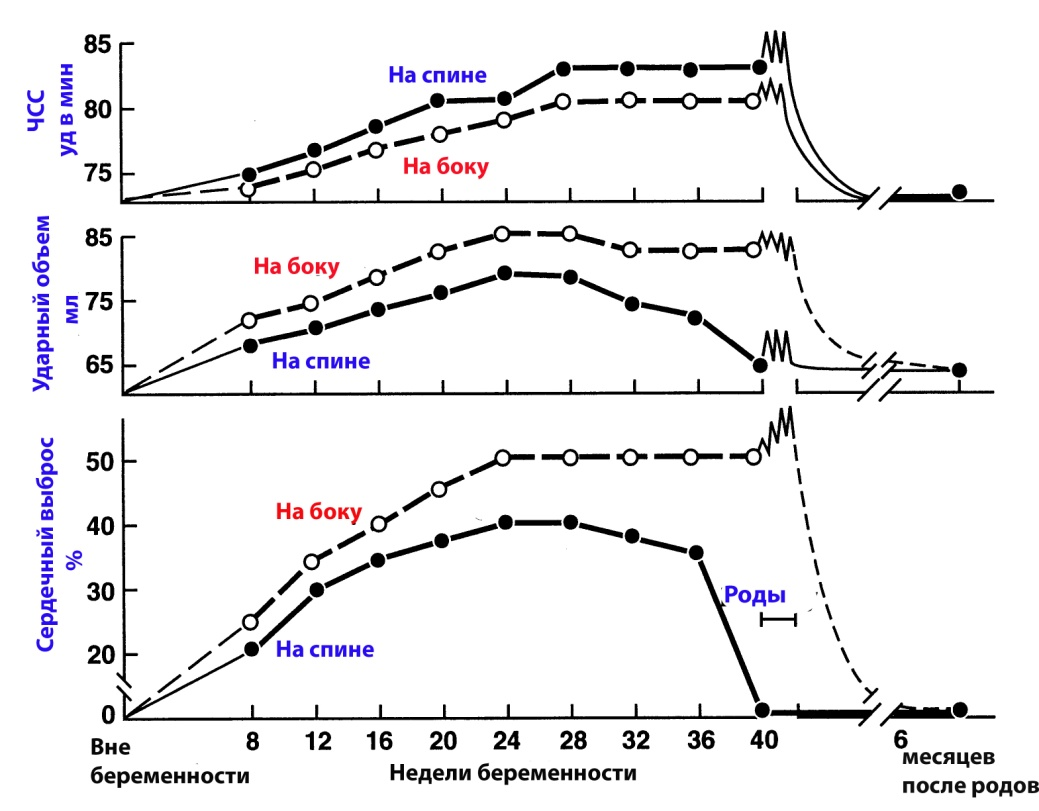 ЧСС
уд в мин
85
80
75
На спине
На боку
Ударный объем
мл
85
75
65
На боку
На спине
Сердечный выброс
%
50
40
30
20
0
На боку
На спине
Роды
8 12 16 20 24 28 32 36 40 6
Вне
беременности
Недели беременности
месяцев
после родов